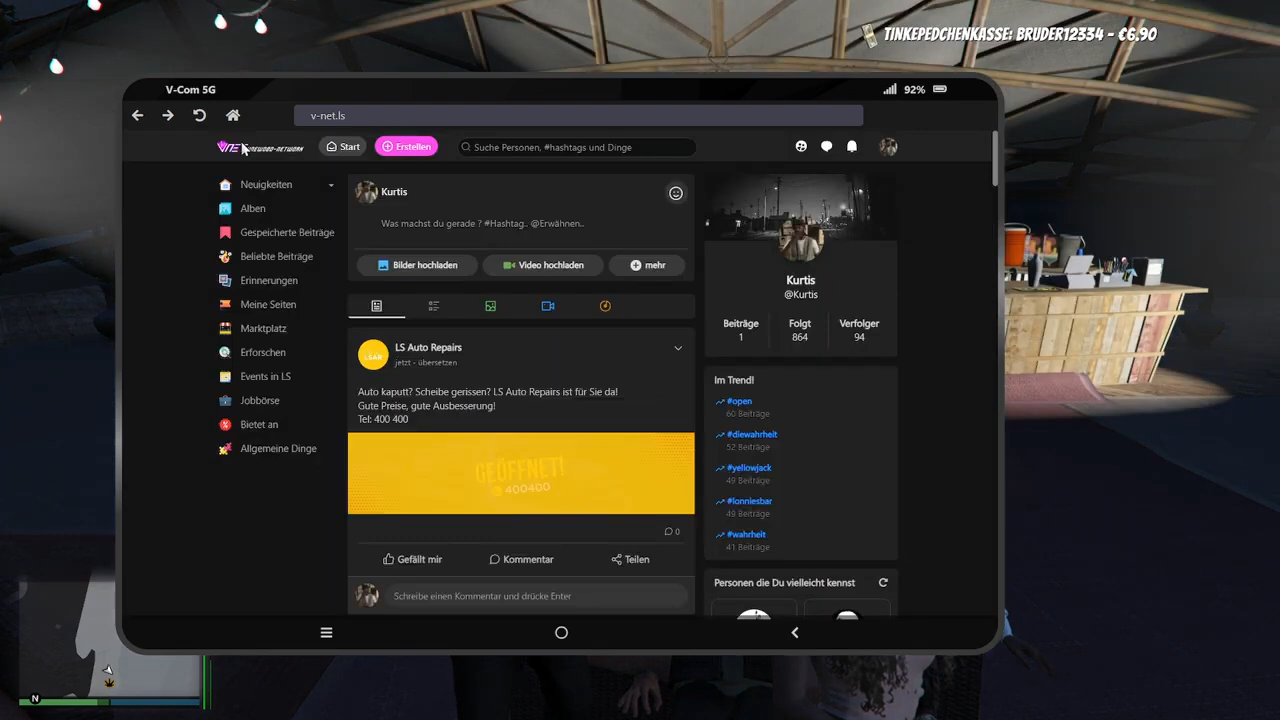 TINKEPEDCHENKASSE: BRUDER12334 - €6.90
V-Com 5G
92%
v-net.ls
Start
Erstellen
Suche Personen, #hashtags und Dinge
Neuigkeiten
Alben
Gespeicherte Beiträge
Beliebte Beiträge
Erinnerungen
Meine Seiten
Marktplatz
Erforschen
Events in LS
Jobbörse
Bietet an
Allgemeine Dinge
Kurtis
Was machst du gerade ? #Hashtag.. @Erwähnen..
Bilder hochladen
Video hochladen
mehr
LS Auto Repairs
jetzt - übersetzen
Auto kaputt? Scheibe gerissen? LS Auto Repairs ist für Sie da!
Gute Preise, gute Ausbesserung!
Tel: 400 400
GEÖFFNET!
400400
0
Gefällt mir
Kommentar
Teilen
Schreibe einen Kommentar und drücke Enter
Kurtis
@Kurtis
Beiträge
1
Folgt
864
Verfolger
94
Im Trend!
#open
60 Beiträge
#diewahrheit
52 Beiträge
#yellowjack
49 Beiträge
#lonniesbar
49 Beiträge
#wahrheit
41 Beiträge
Personen die Du vielleicht kennst
N